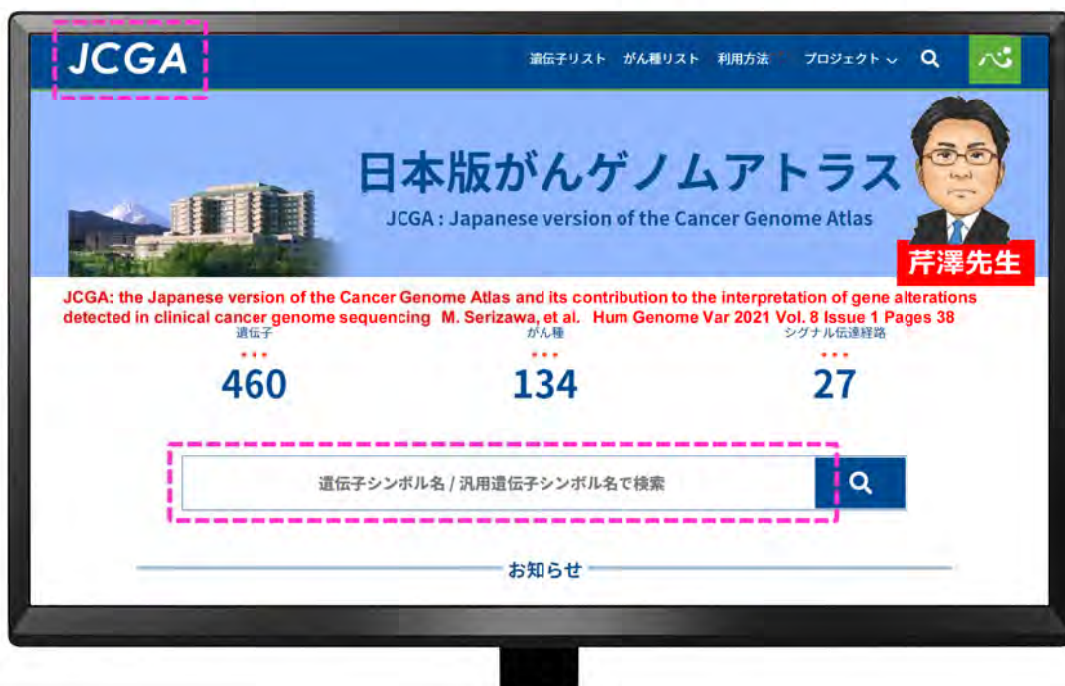 JCGA
遺伝子リスト がん種リスト 利用方法 プロジェクト
日本版がんゲノムアトラス
JCGA : Japanese version of the Cancer Genome Atlas
芹澤先生
JCGA: the Japanese version of the Cancer Genome Atlas and its contribution to the interpretation of gene alterations
detected in clinical cancer genome sequencing M. Serizawa, et al. Hum Genome Var 2021 Vol. 8 Issue 1 Pages 38
遺伝子 がん種 シグナル伝達経路
460 134 27
遺伝子シンボル名 / 汎用遺伝子シンボル名で検索
お知らせ